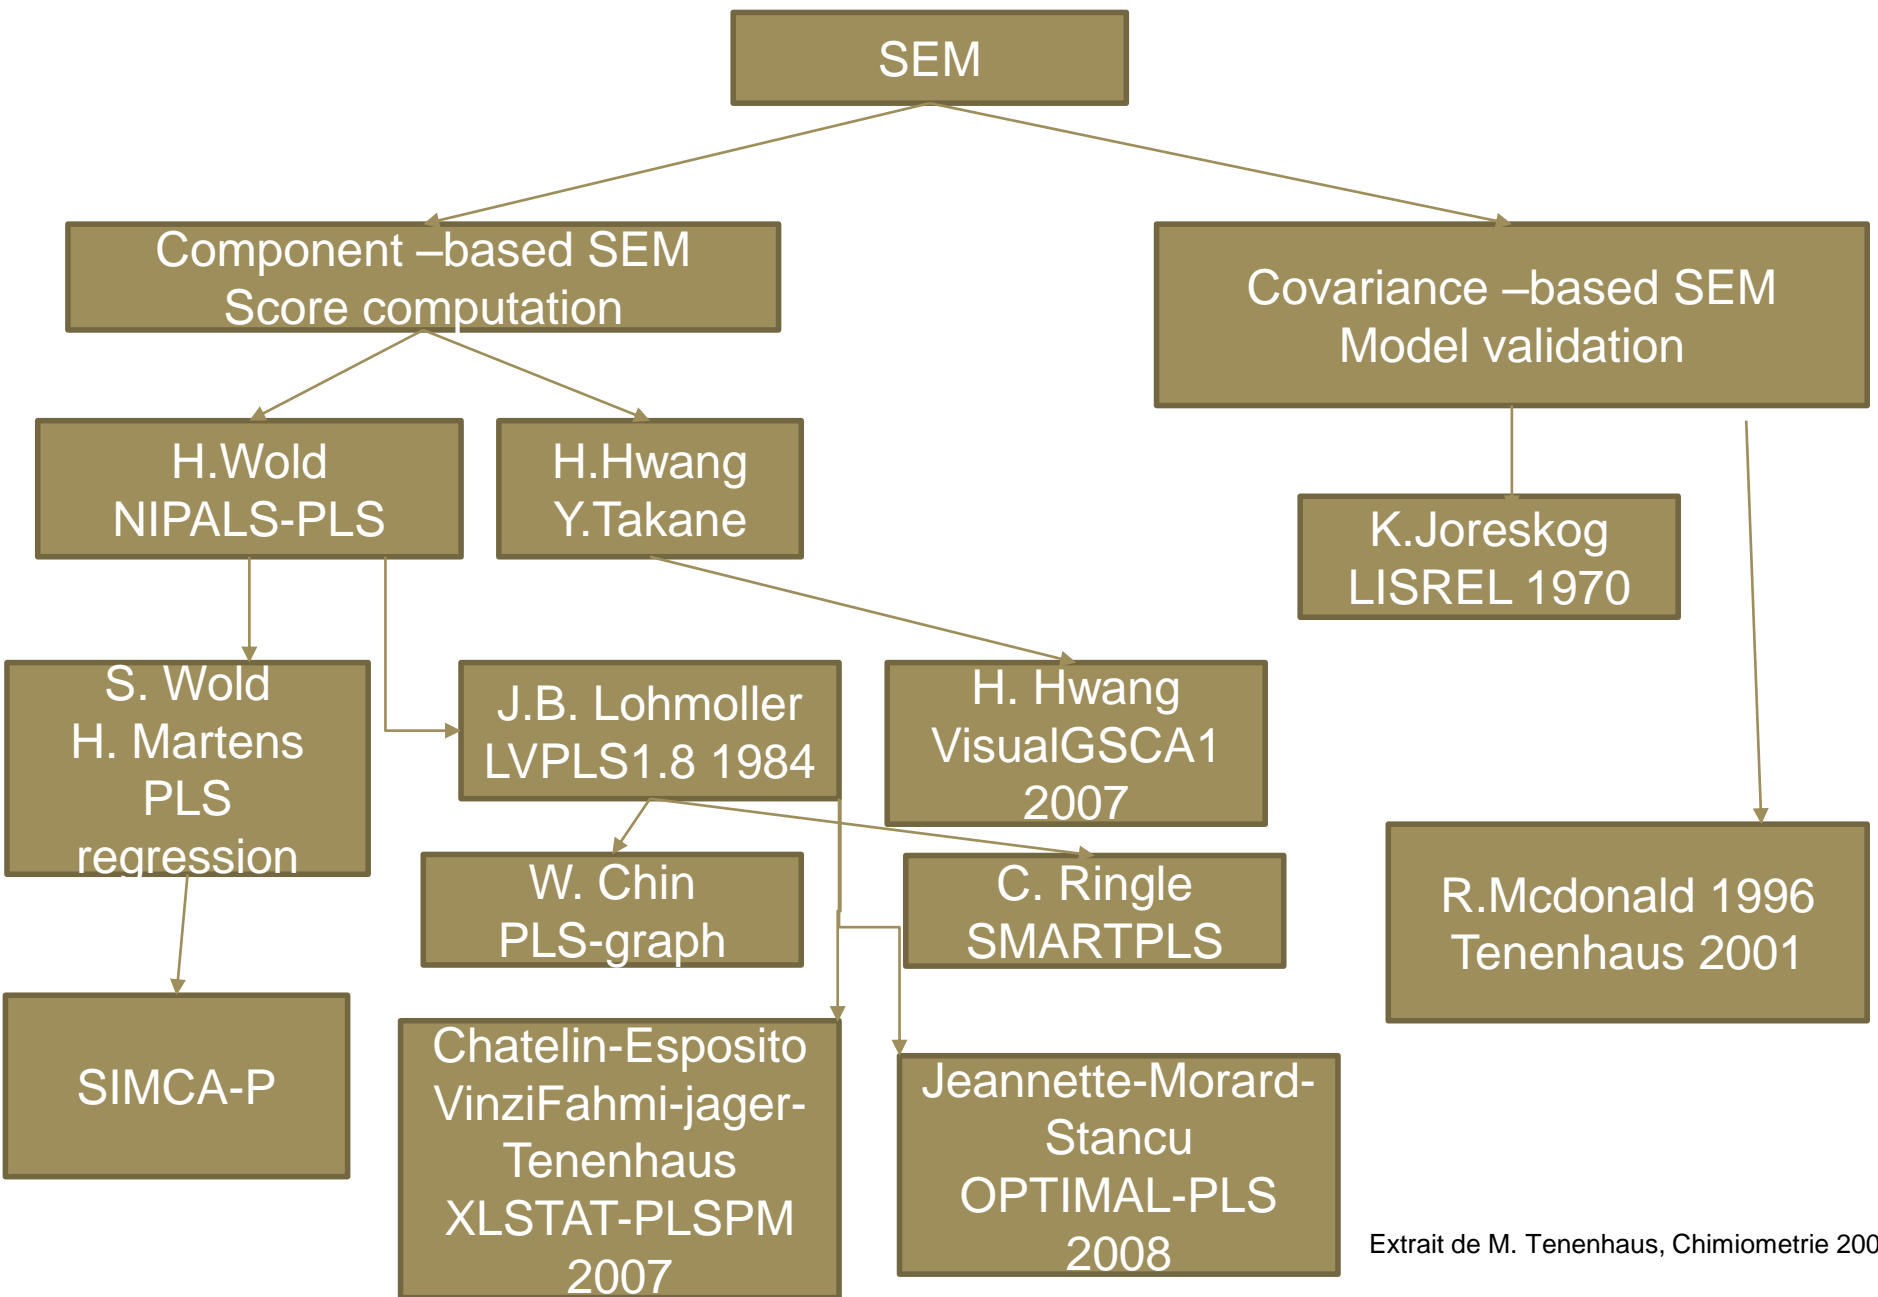 SEM
Component –based SEM
Score computation
Covariance –based SEM
Model validation
H.Wold
NIPALS-PLS
H.Hwang
Y.Takane
K.Joreskog
LISREL 1970
S. Wold
H. Martens
PLS
regression
J.B. Lohmoller
LVPLS1.8 1984
H. Hwang
VisualGSCA1
2007
W. Chin
PLS-graph
C. Ringle
SMARTPLS
R.Mcdonald 1996
Tenenhaus 2001
SIMCA-P
Chatelin-Esposito
VinziFahmi-jager-
Tenenhaus
XLSTAT-PLSPM
2007
Jeannette-Morard-
Stancu
OPTIMAL-PLS
2008
Extrait de M. Tenenhaus, Chimiometrie 200